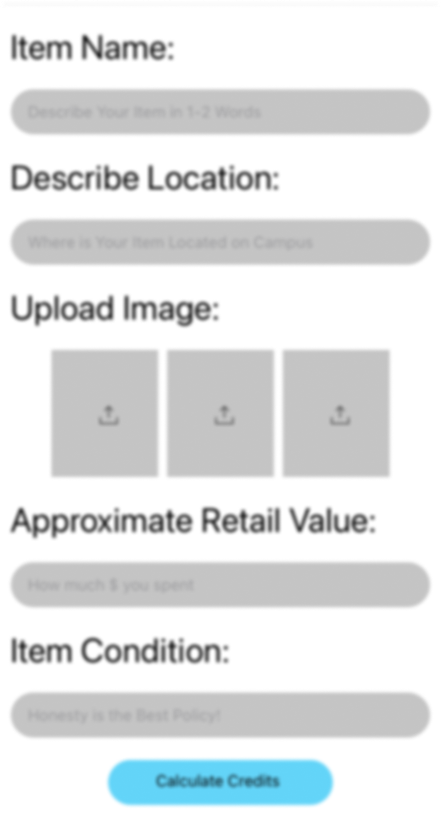 Item Name:
Describe Your Item in 1-2 Words
Describe Location:
Where is Your Item Located on Campus
Upload Image:
Approximate Retail Value:
How much $ you spent
Item Condition:
Honesty is the Best Policy!
Calculate Credits